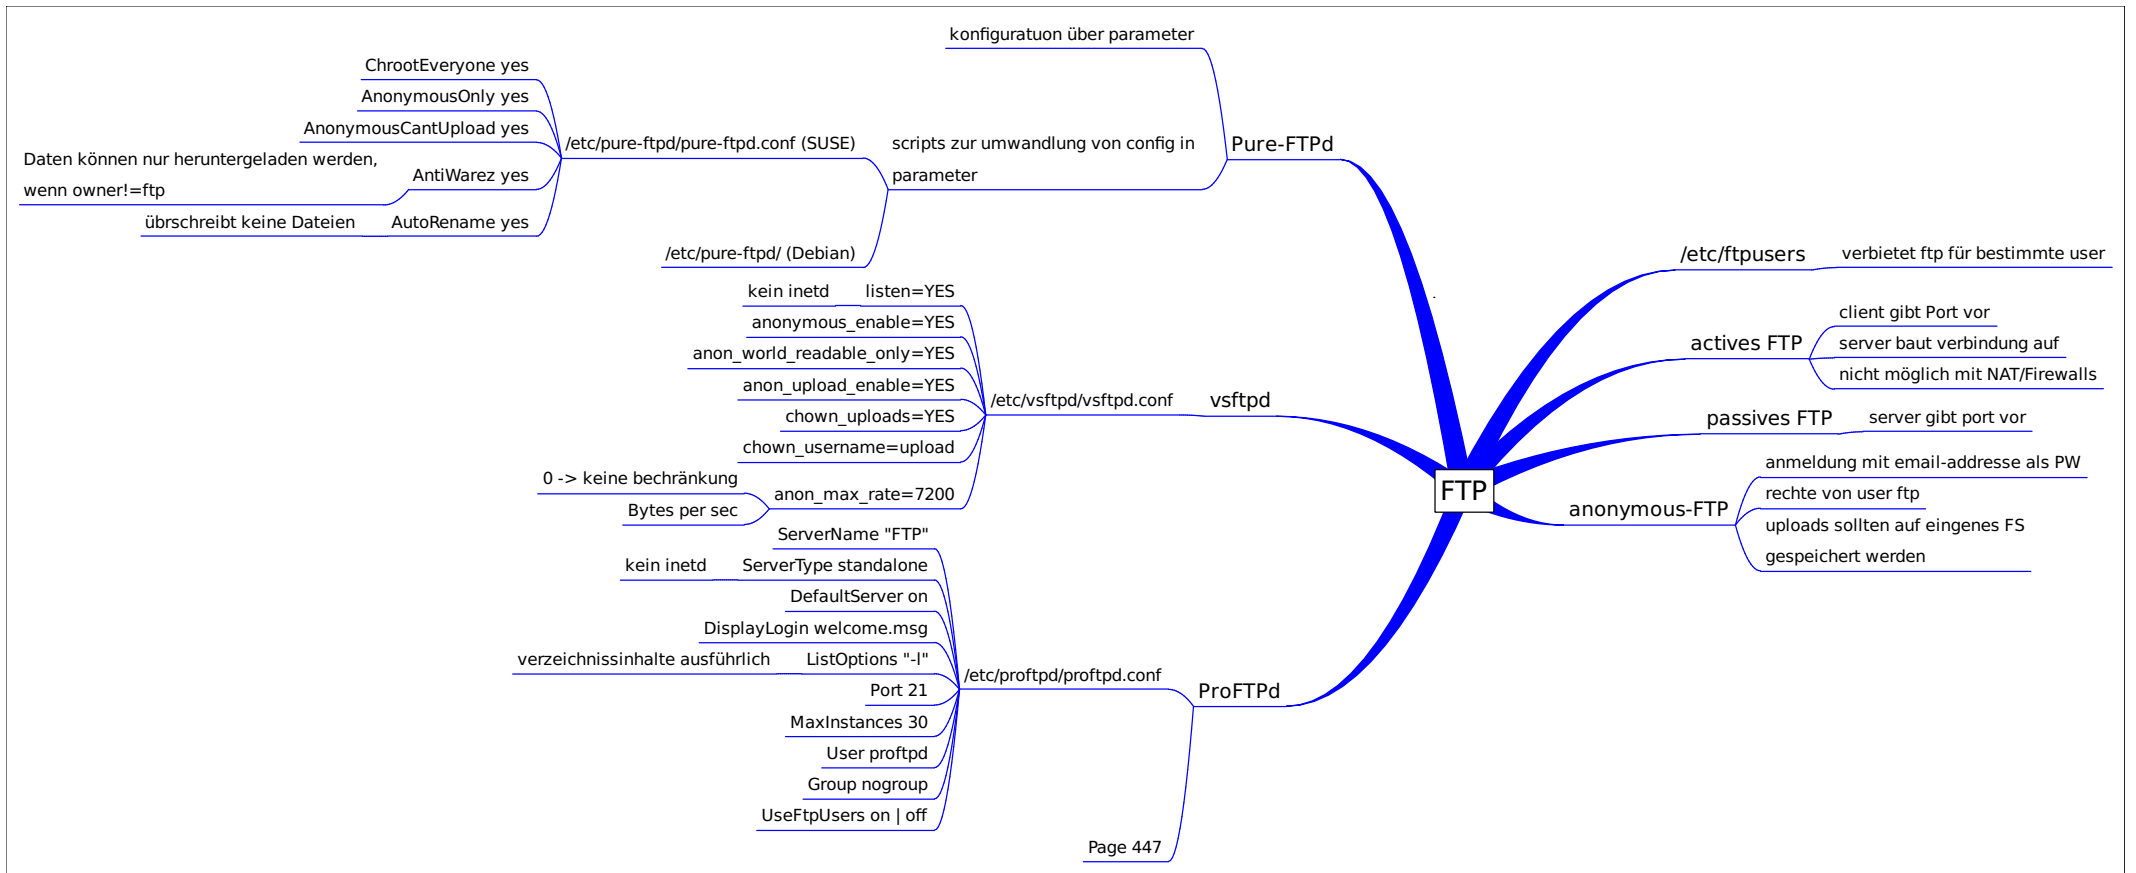 konfiguratuon über parameter
ChrootEveryone yes
AnonymousOnly yes
AnonymousCantUpload yes
/etc/pure-ftpd/pure-ftpd.conf (SUSE)
scripts zur umwandlung von config in
parameter
Pure-FTPd
Daten können nur heruntergeladen werden,
wenn owner!=ftp
AntiWarez yes
übrschreibt keine Dateien
AutoRename yes
/etc/pure-ftpd/ (Debian)
kein inetd
listen=YES
anonymous_enable=YES
anon_world_readable_only=YES
anon_upload_enable=YES
chown_uploads=YES
chown_username=upload
/etc/vsftpd/vsftpd.conf
vsftpd
0 -> keine bechränkung
Bytes per sec
anon_max_rate=7200
ServerName "FTP"
kein inetd
ServerType standalone
DefaultServer on
DisplayLogin welcome.msg
verzeichnissinhalte ausführlich
ListOptions "-l"
Port 21
MaxInstances 30
User proftpd
Group nogroup
UseFtpUsers on | off
/etc/proftpd/proftpd.conf
ProFTPd
Page 447
FTP
/etc/ftpusers
verbietet ftp für bestimmte user
actives FTP
client gibt Port vor
server baut verbindung auf
nicht möglich mit NAT/Firewalls
passives FTP
server gibt port vor
anonymous-FTP
anmeldung mit email-addresse als PW
rechte von user ftp
uploads sollten auf eingenes FS
gespeichert werden